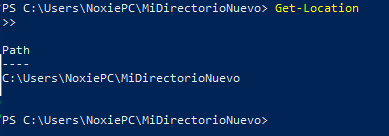 PS C:\Users\NoxiePC\MiDirectorioNuevo> Get-Location
>>
Path
----
C:\Users\NoxiePC\MiDirectorioNuevo
PS C:\Users\NoxiePC\MiDirectorioNuevo>